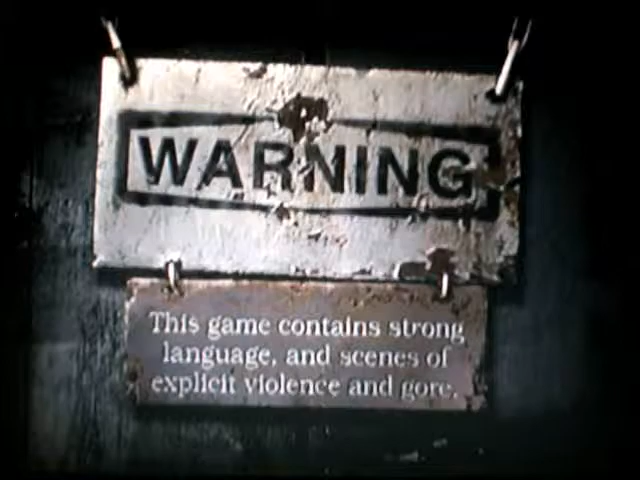 WARNING
This game contains strong
language, and scenes of
explicit violence and gore.